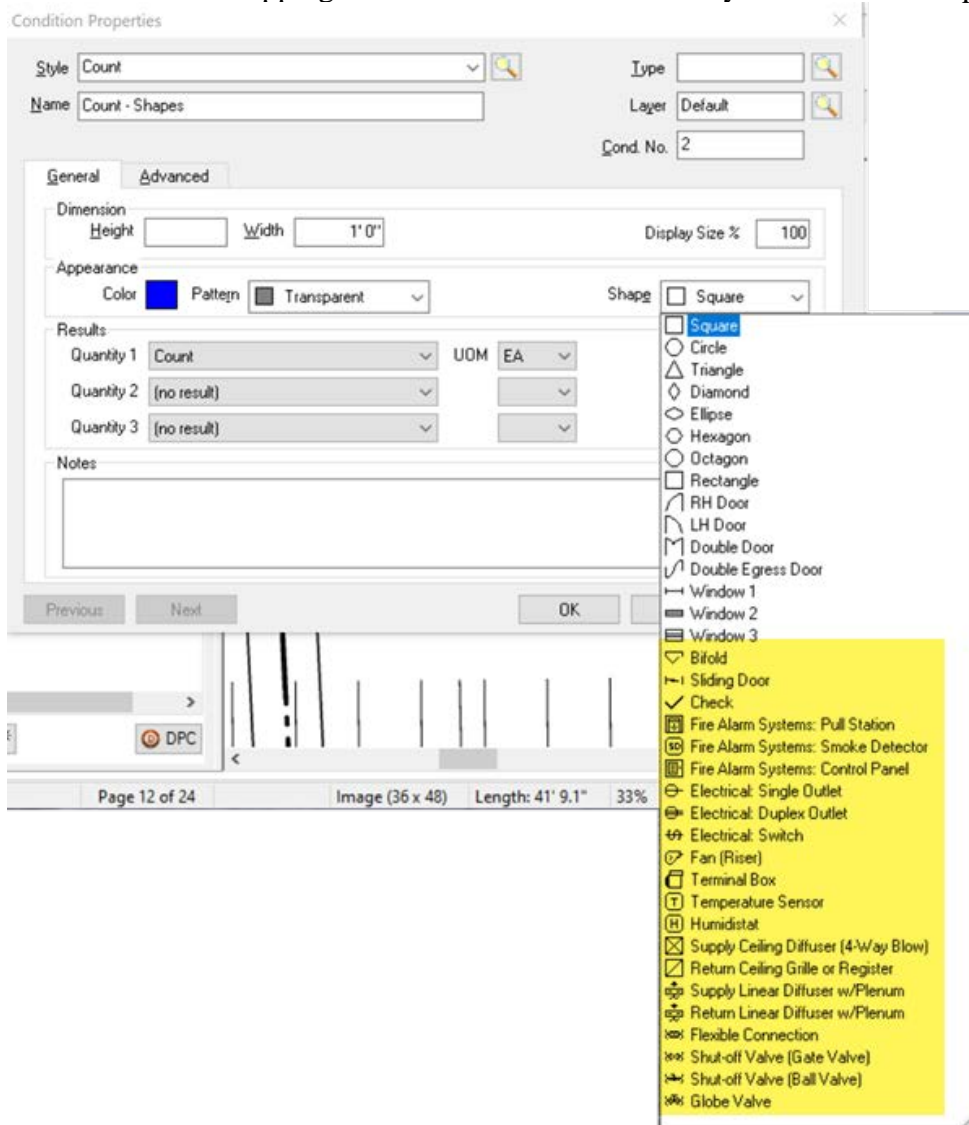 Condition Properties
Style Count Type
Name Count - Shapes Layer Default
Cond. No. 2
General Advanced
Dimension
Height Width 1' 0" Display Size % 100
Appearance
Color Pattern Transparent Shape Square
Results
Quantity 1 Count UOM EA
Quantity 2 (no result)
Quantity 3 (no result)
Notes
Previous Next OK
Square
Circle
Triangle
Diamond
Ellipse
Hexagon
Octagon
Rectangle
RH Door
LH Door
Double Door
Double Egress Door
Window 1
Window 2
Window 3
Bifold
Sliding Door
Check
Fire Alarm Systems: Pull Station
SD Fire Alarm Systems: Smoke Detector
Fire Alarm Systems: Control Panel
Electrical: Single Outlet
Electrical: Duplex Outlet
Electrical: Switch
Fan (Riser)
Terminal Box
T Temperature Sensor
H Humidistat
Supply Ceiling Diffuser (4-Way Blow)
Return Ceiling Grille or Register
Supply Linear Diffuser w/Plenum
Return Linear Diffuser w/Plenum
Flexible Connection
Shut-off Valve (Gate Valve)
Shut-off Valve (Ball Valve)
Globe Valve
DPC
Page 12 of 24 Image (36 x 48) Length: 41' 9.1" 33%